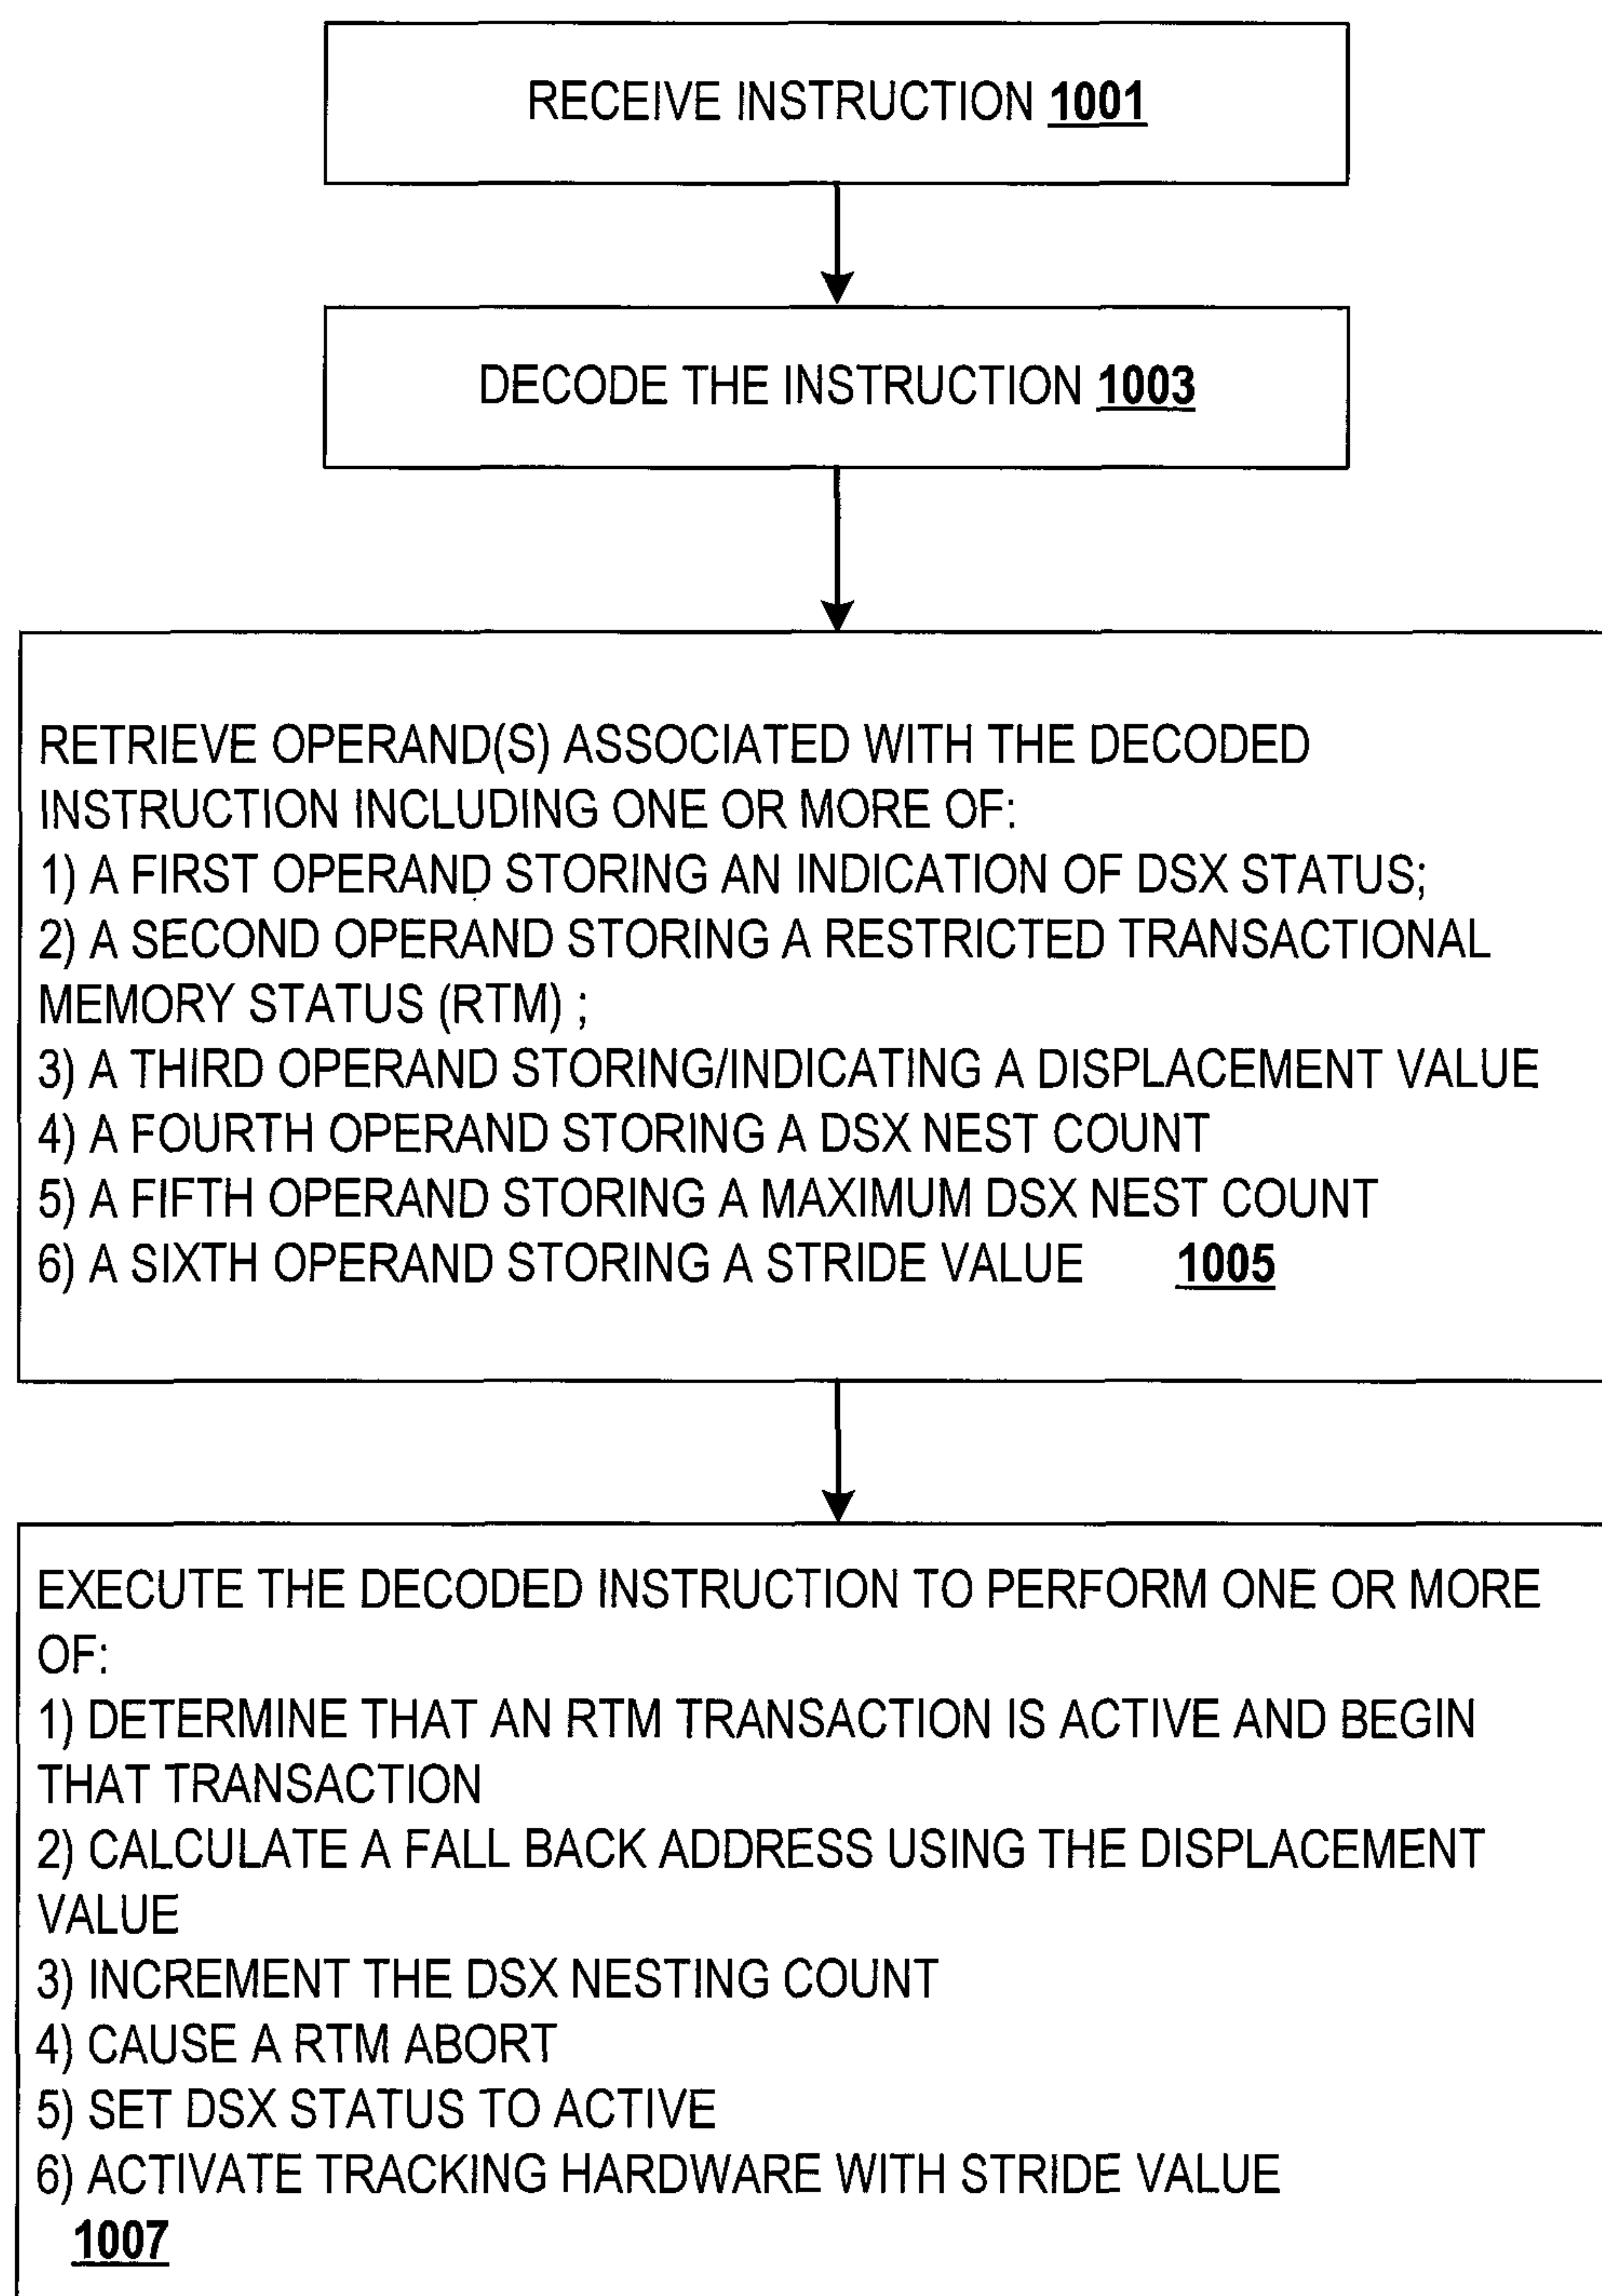 RECEIVE INSTRUCTION 1001
DECODE THE INSTRUCTION 1003
RETRIEVE OPERAND(S) ASSOCIATED WITH THE DECODED
INSTRUCTION INCLUDING ONE OR MORE OF:
1) A FIRST OPERAND STORING AN INDICATION OF DSX STATUS;
2) A SECOND OPERAND STORING A RESTRICTED TRANSACTIONAL
MEMORY STATUS (RTM) ;
3) A THIRD OPERAND STORING/INDICATING A DISPLACEMENT VALUE
4) A FOURTH OPERAND STORING A DSX NEST COUNT
5) A FIFTH OPERAND STORING A MAXIMUM DSX NEST COUNT
6) A SIXTH OPERAND STORING A STRIDE VALUE 1005
EXECUTE THE DECODED INSTRUCTION TO PERFORM ONE OR MORE
OF:
1) DETERMINE THAT AN RTM TRANSACTION IS ACTIVE AND BEGIN
THAT TRANSACTION
2) CALCULATE A FALL BACK ADDRESS USING THE DISPLACEMENT
VALUE
3) INCREMENT THE DSX NESTING COUNT
4) CAUSE A RTM ABORT
5) SET DSX STATUS TO ACTIVE
6) ACTIVATE TRACKING HARDWARE WITH STRIDE VALUE
1007